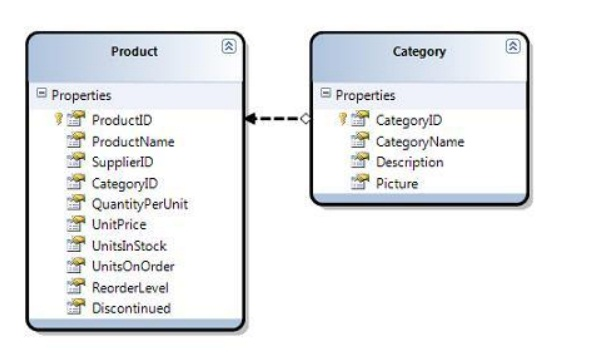 Product
Properties
ProductID
ProductName
SupplierID
CategoryID
QuantityPerUnit
UnitPrice
UnitsInStock
UnitsOnOrder
ReorderLevel
Discontinued
Category
Properties
CategoryID
CategoryName
Description
Picture